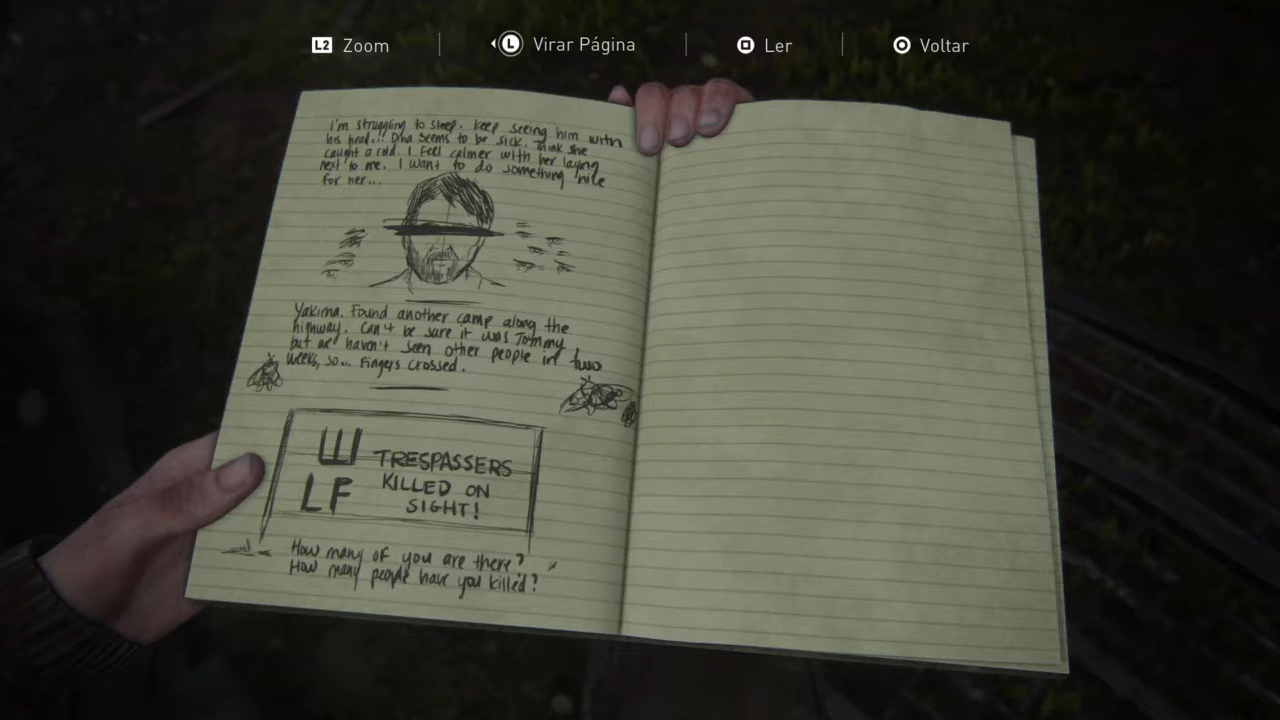 L2 Zoom
L Virar Página
Ler
Voltar
I'm struggling to sleep. Keep seeing him with
his head... Dina seems to be sick. Think she
caught a cold. I feel calmer with her laying
next to me. I want to do something nice
for her...
Yakima. Found another camp along the
highway. Can't be sure it was Tommy
but we haven't seen other people in two
weeks, so... Fingers crossed.
W TRESPASSERS
LF KILLED ON
SIGHT!
How many of you are there?
How many people have you killed?